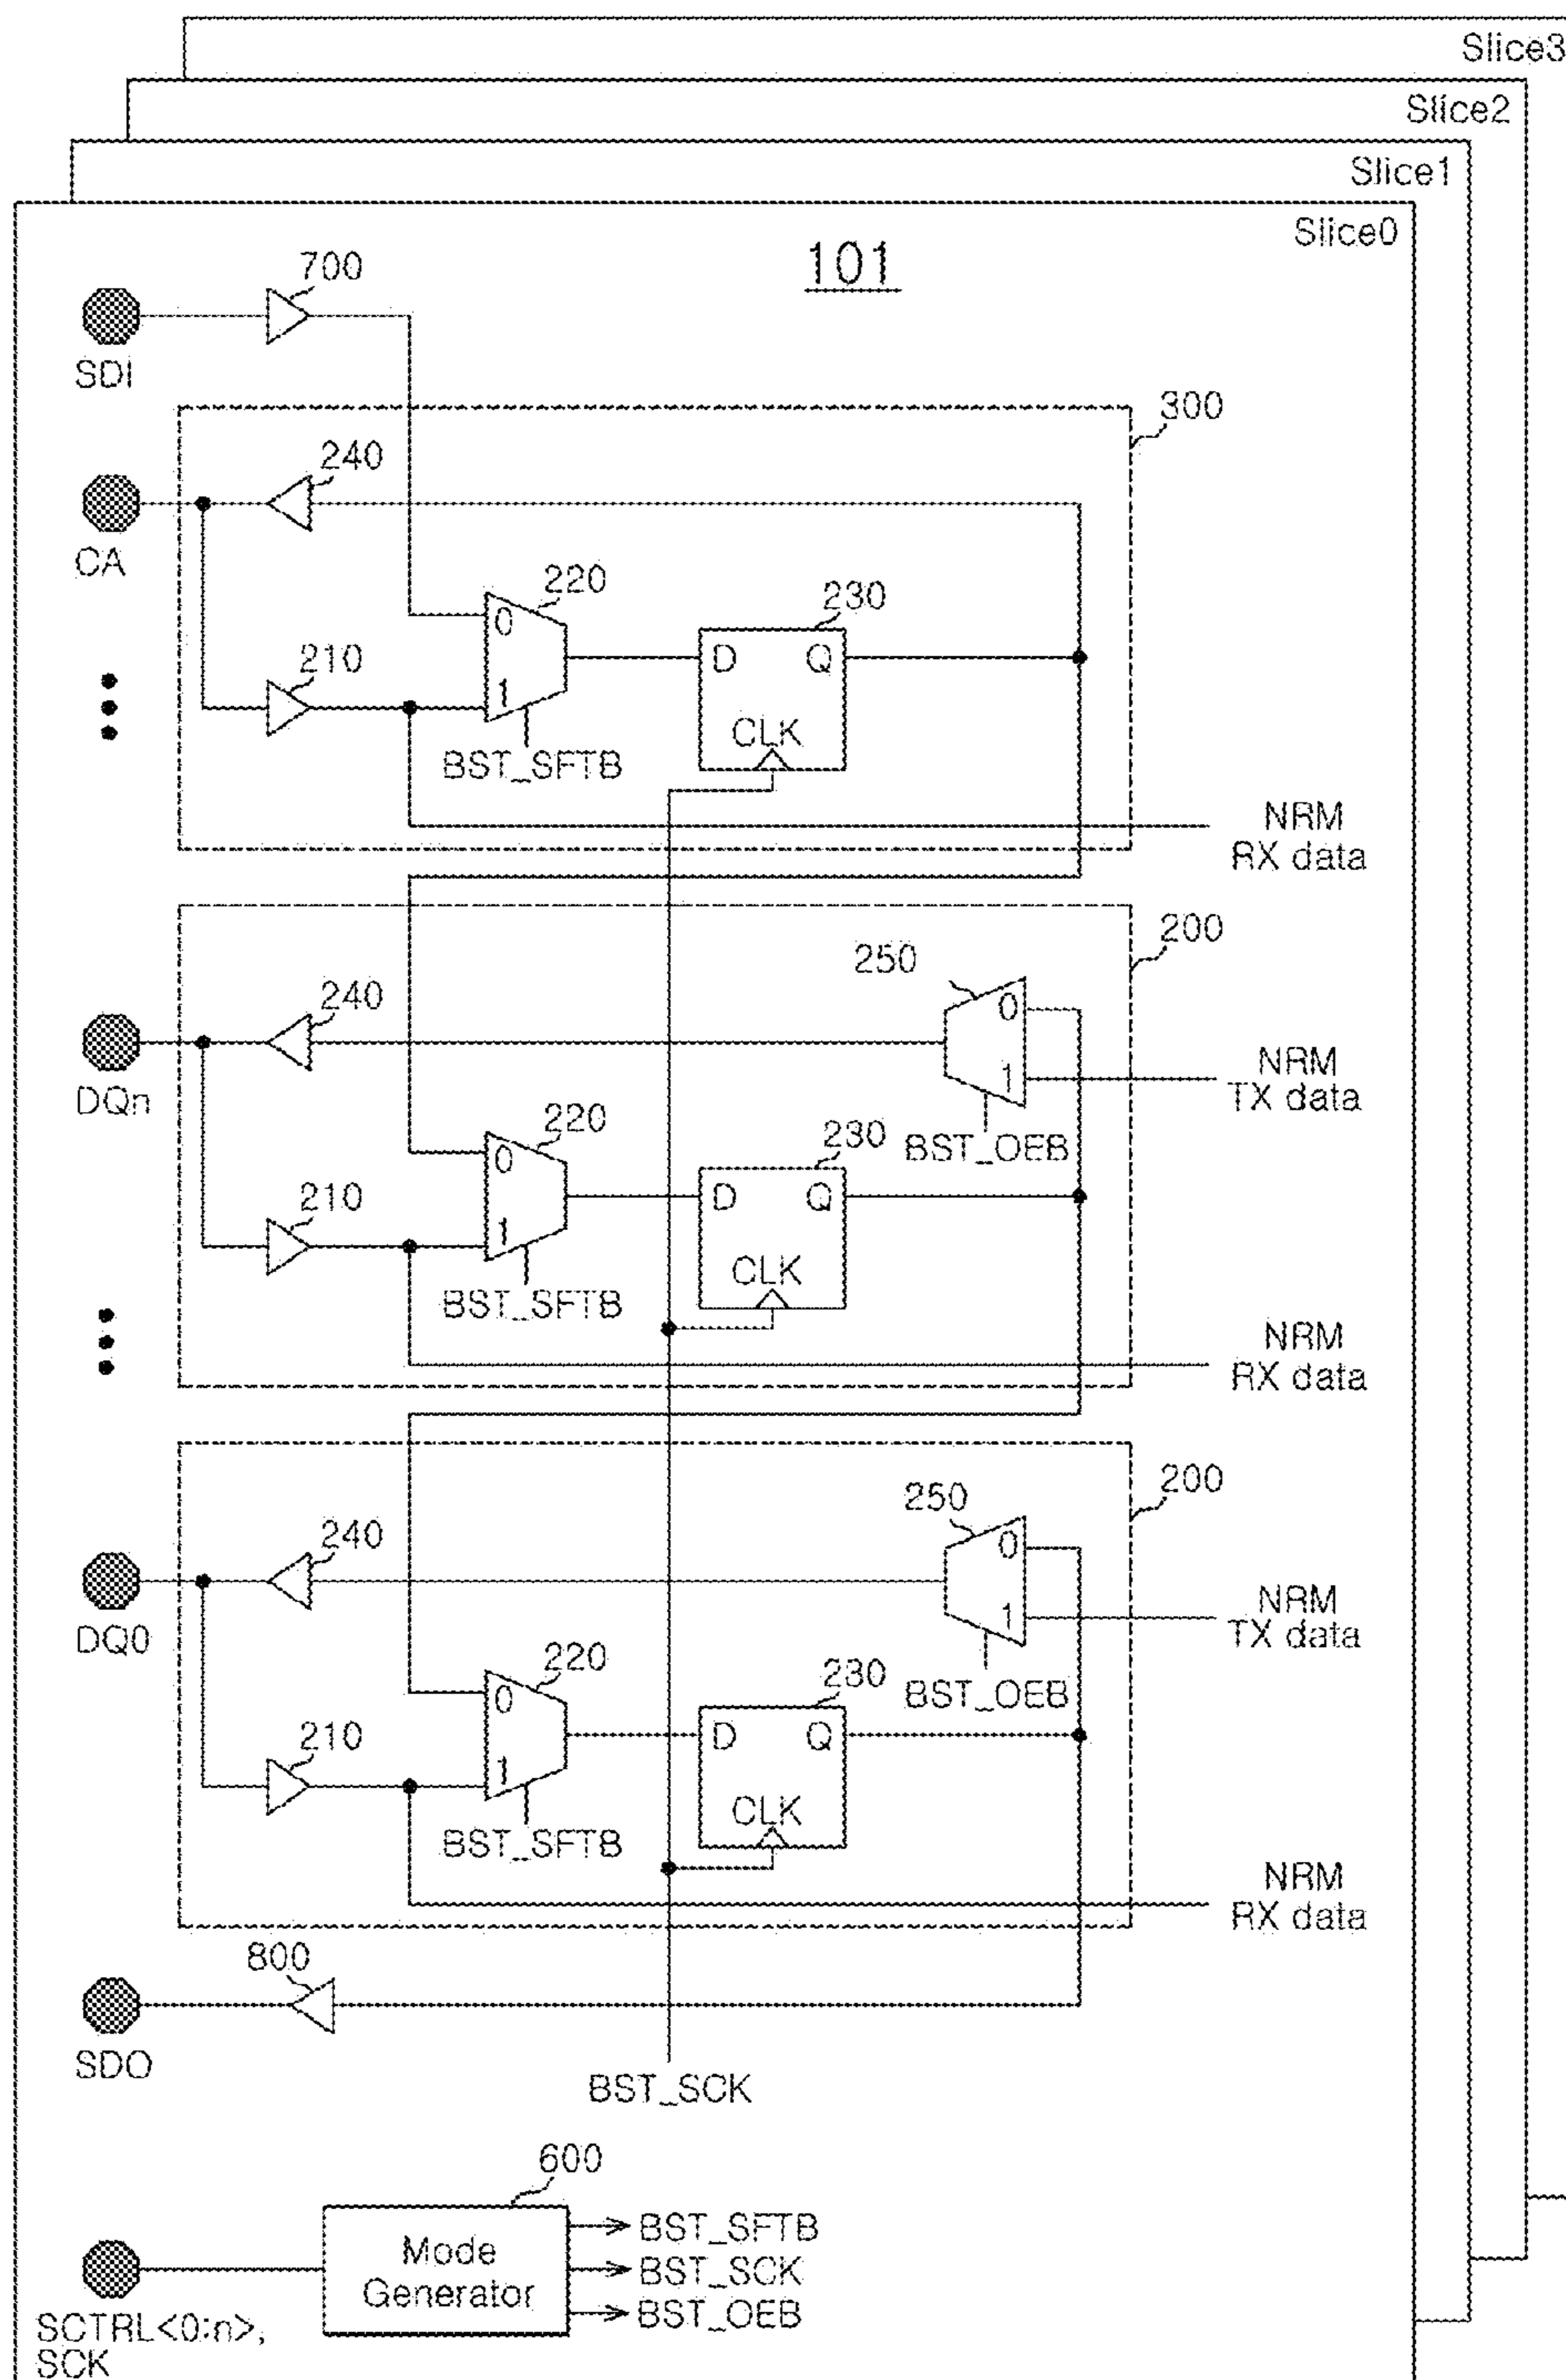 Slice3
Slice2
Slice1
Slice0
101
700
SDI
300
240
CA
220
0
1
230
D Q
CLK
210
BST_SFTB
NRM
RX data
200
250
0
1
240
DQn
NRM
TX data
BST_OEB
220
0
1
230
D Q
CLK
210
BST_SFTB
NRM
RX data
200
250
0
1
240
DQ0
NRM
TX data
BST_OEB
220
0
1
230
D Q
CLK
210
BST_SFTB
NRM
RX data
800
SDO
BST_SCK
600
Mode
Generator
BST_SFTB
BST_SCK
BST_OEB
SCTRL<0:n>,
SCK